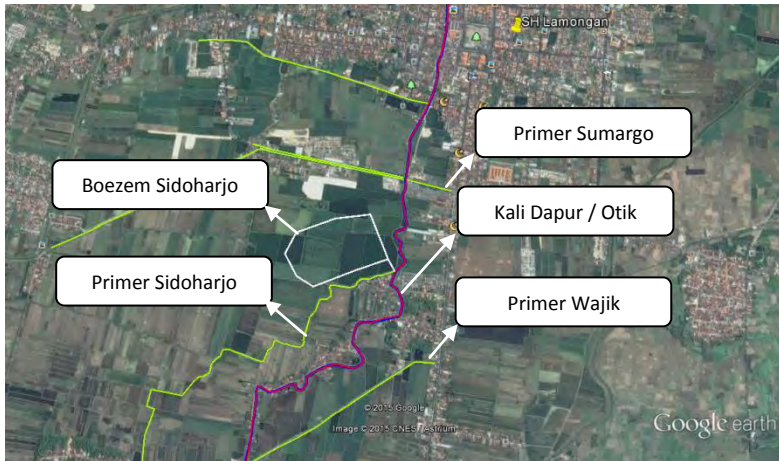 SH Lamongan
Primer Sumargo
Boezem Sidoharjo
Kali Dapur / Otik
Primer Sidoharjo
Primer Wajik
© 2015 Google
Image © 2015 CNES / Astrium
Google earth